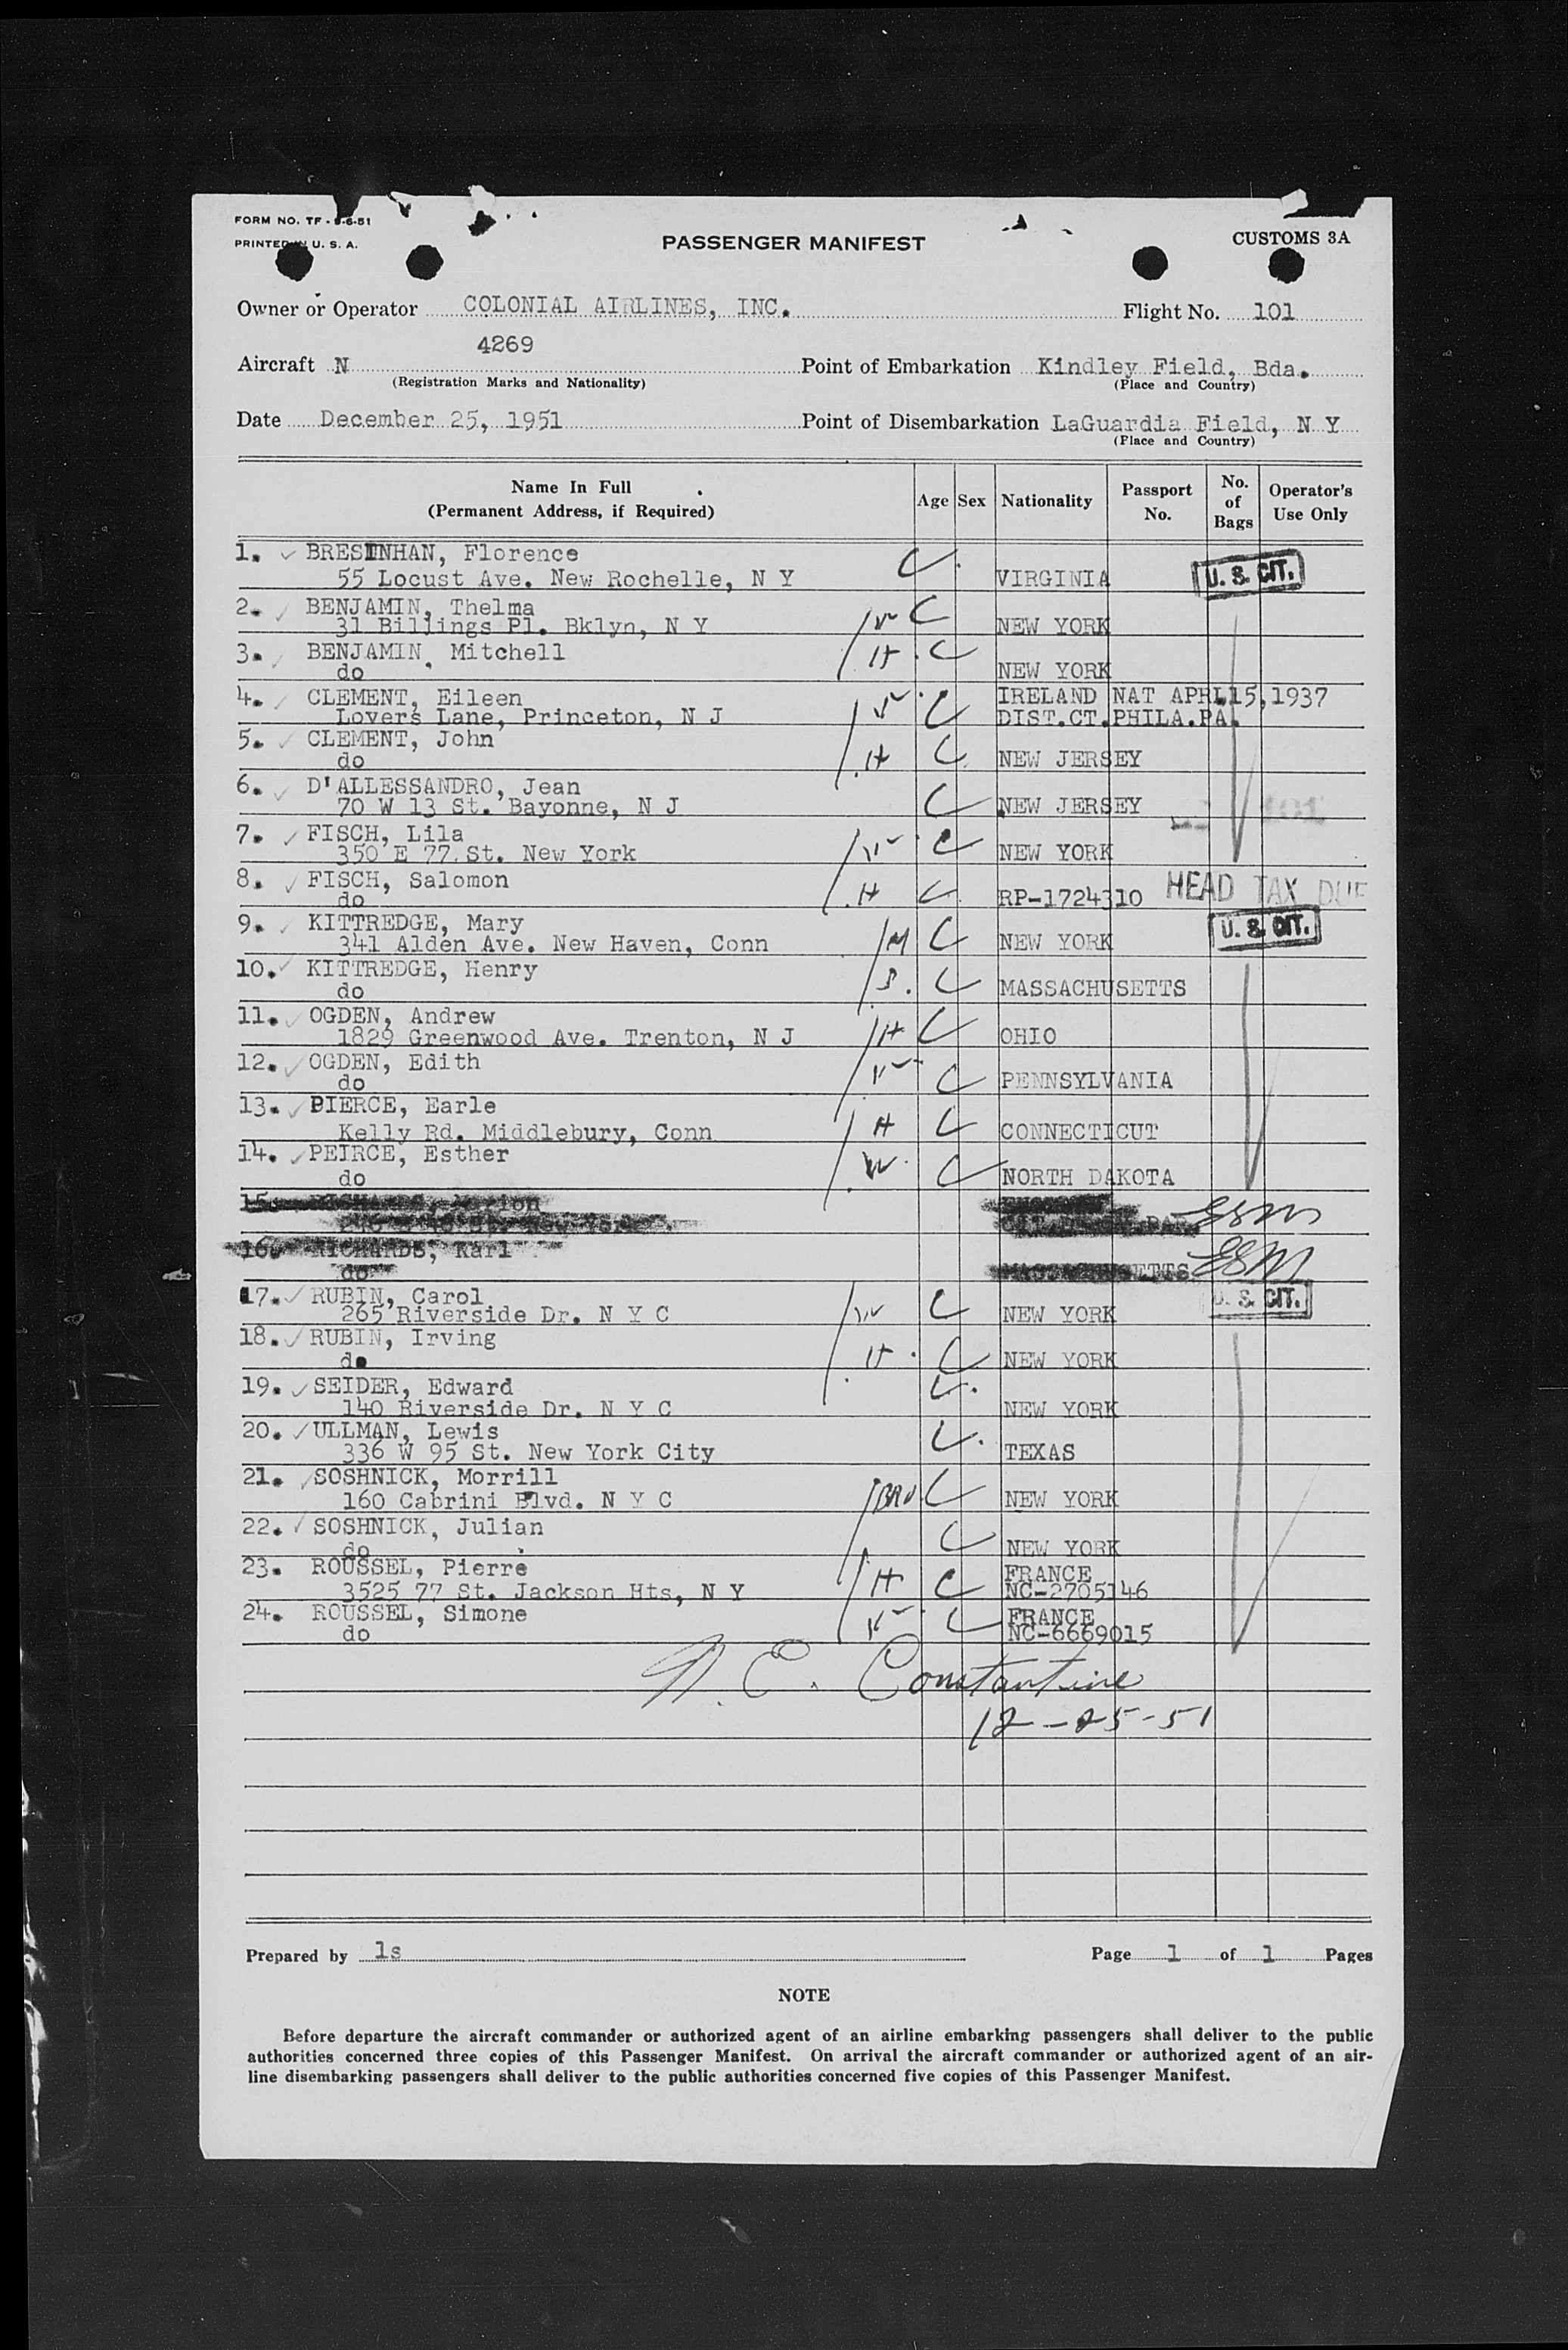 FORM NO. TF - 9-6-51
PRINTED IN U. S. A.
PASSENGER MANIFEST
CUSTOMS 3A
Owner or Operator COLONIAL AIRLINES, INC. Flight No. 101
4269
Aircraft N Point of Embarkation Kindley Field, Bda.
(Registration Marks and Nationality) (Place and Country)
Date December 25, 1951 Point of Disembarkation LaGuardia Field, N Y
(Place and Country)
Name In Full
(Permanent Address, if Required)
Age Sex Nationality
Passport No.
No. of Bags
Operator's Use Only
1. BRESINHAN, Florence C
55 Locust Ave. New Rochelle, N Y VIRGINIA U. S. CIT.
2. BENJAMIN, Thelma W C
31 Billings Pl. Bklyn, N Y NEW YORK
3. BENJAMIN, Mitchell H C
do NEW YORK
4. CLEMENT, Eileen W C IRELAND NAT APRL15,1937
Lovers Lane, Princeton, N J DIST.CT.PHILA.PA.
5. CLEMENT, John H C
do NEW JERSEY
6. D'ALLESSANDRO, Jean C
70 W 13 St. Bayonne, N J NEW JERSEY
7. FISCH, Lila W C
350 E 77 St. New York NEW YORK
8. FISCH, Salomon H C
do RP-1724310 HEAD TAX DUE
9. KITTREDGE, Mary M C
341 Alden Ave. New Haven, Conn NEW YORK U. S. CIT.
10. KITTREDGE, Henry S. C
do MASSACHUSETTS
11. OGDEN, Andrew H C
1829 Greenwood Ave. Trenton, N J OHIO
12. OGDEN, Edith W C
do PENNSYLVANIA
13. PIERCE, Earle H C
Kelly Rd. Middlebury, Conn CONNECTICUT
14. PEIRCE, Esther W C
do NORTH DAKOTA
15. RICHARDS, Marion
New York
16. RICHARDS, Karl
do MASSACHUSETTS
17. RUBIN, Carol W C
265 Riverside Dr. N Y C NEW YORK U. S. CIT.
18. RUBIN, Irving H C
do NEW YORK
19. SEIDER, Edward C
140 Riverside Dr. N Y C NEW YORK
20. ULLMAN, Lewis C
336 W 95 St. New York City TEXAS
21. SOSHNICK, Morrill BRO C
160 Cabrini Blvd. N Y C NEW YORK
22. SOSHNICK, Julian C
do NEW YORK
23. ROUSSEL, Pierre H C FRANCE
3525 77 St. Jackson Hts, N Y NC-2705146
24. ROUSSEL, Simone W C FRANCE
do NC-6669015
N. E. Constantine
12-25-51
Prepared by ls Page 1 of 1 Pages
NOTE
Before departure the aircraft commander or authorized agent of an airline embarking passengers shall deliver to the public
authorities concerned three copies of this Passenger Manifest. On arrival the aircraft commander or authorized agent of an air-
line disembarking passengers shall deliver to the public authorities concerned five copies of this Passenger Manifest.